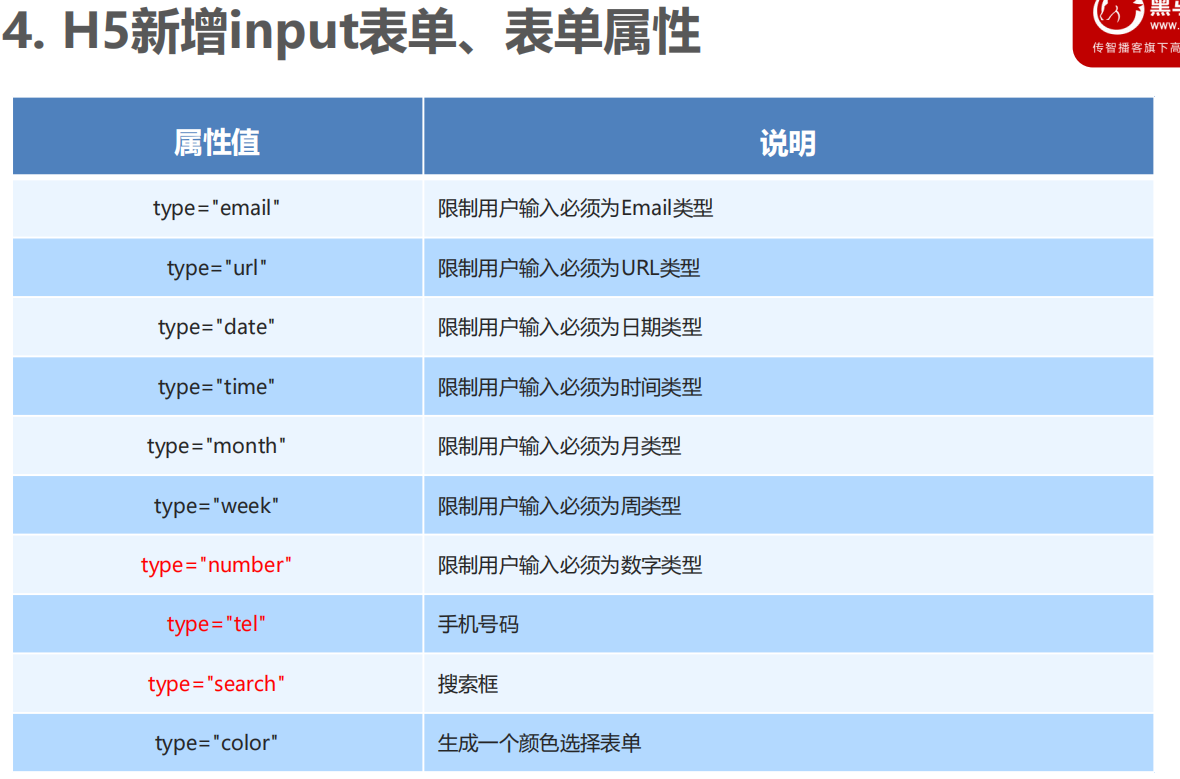 4. H5新增input表单、表单属性
www.
传智播客旗下高
属性值 说明
type="email" 限制用户输入必须为Email类型
type="url" 限制用户输入必须为URL类型
type="date" 限制用户输入必须为日期类型
type="time" 限制用户输入必须为时间类型
type="month" 限制用户输入必须为月类型
type="week" 限制用户输入必须为周类型
type="number" 限制用户输入必须为数字类型
type="tel" 手机号码
type="search" 搜索框
type="color" 生成一个颜色选择表单